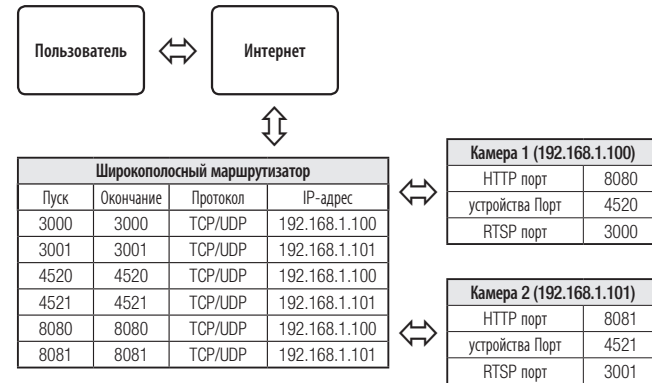 Пользователь
Интернет
Широкополосный маршрутизатор
Пуск Окончание Протокол IP-адрес
3000 3000 TCP/UDP 192.168.1.100
3001 3001 TCP/UDP 192.168.1.101
4520 4520 TCP/UDP 192.168.1.100
4521 4521 TCP/UDP 192.168.1.101
8080 8080 TCP/UDP 192.168.1.100
8081 8081 TCP/UDP 192.168.1.101
Камера 1 (192.168.1.100)
HTTP порт 8080
устройства Порт 4520
RTSP порт 3000
Камера 2 (192.168.1.101)
HTTP порт 8081
устройства Порт 4521
RTSP порт 3001